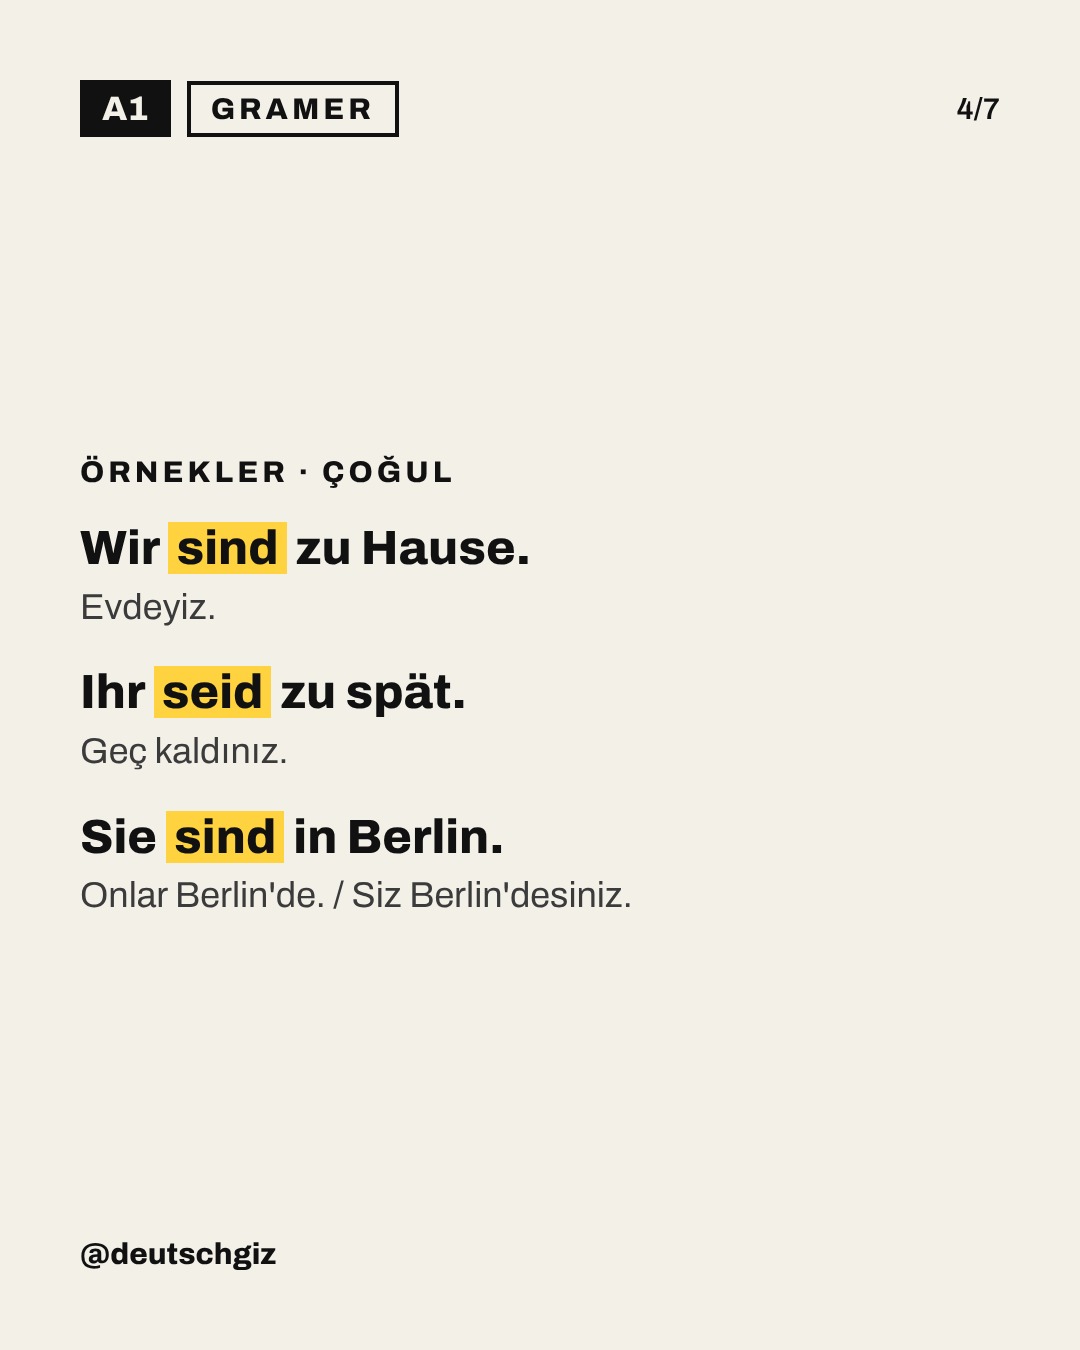 A1 GRAMER 4/7
ÖRNEKLER · ÇOĞUL
Wir sind zu Hause.
Evdeyiz.
Ihr seid zu spät.
Geç kaldınız.
Sie sind in Berlin.
Onlar Berlin'de. / Siz Berlin'desiniz.
@deutschgiz